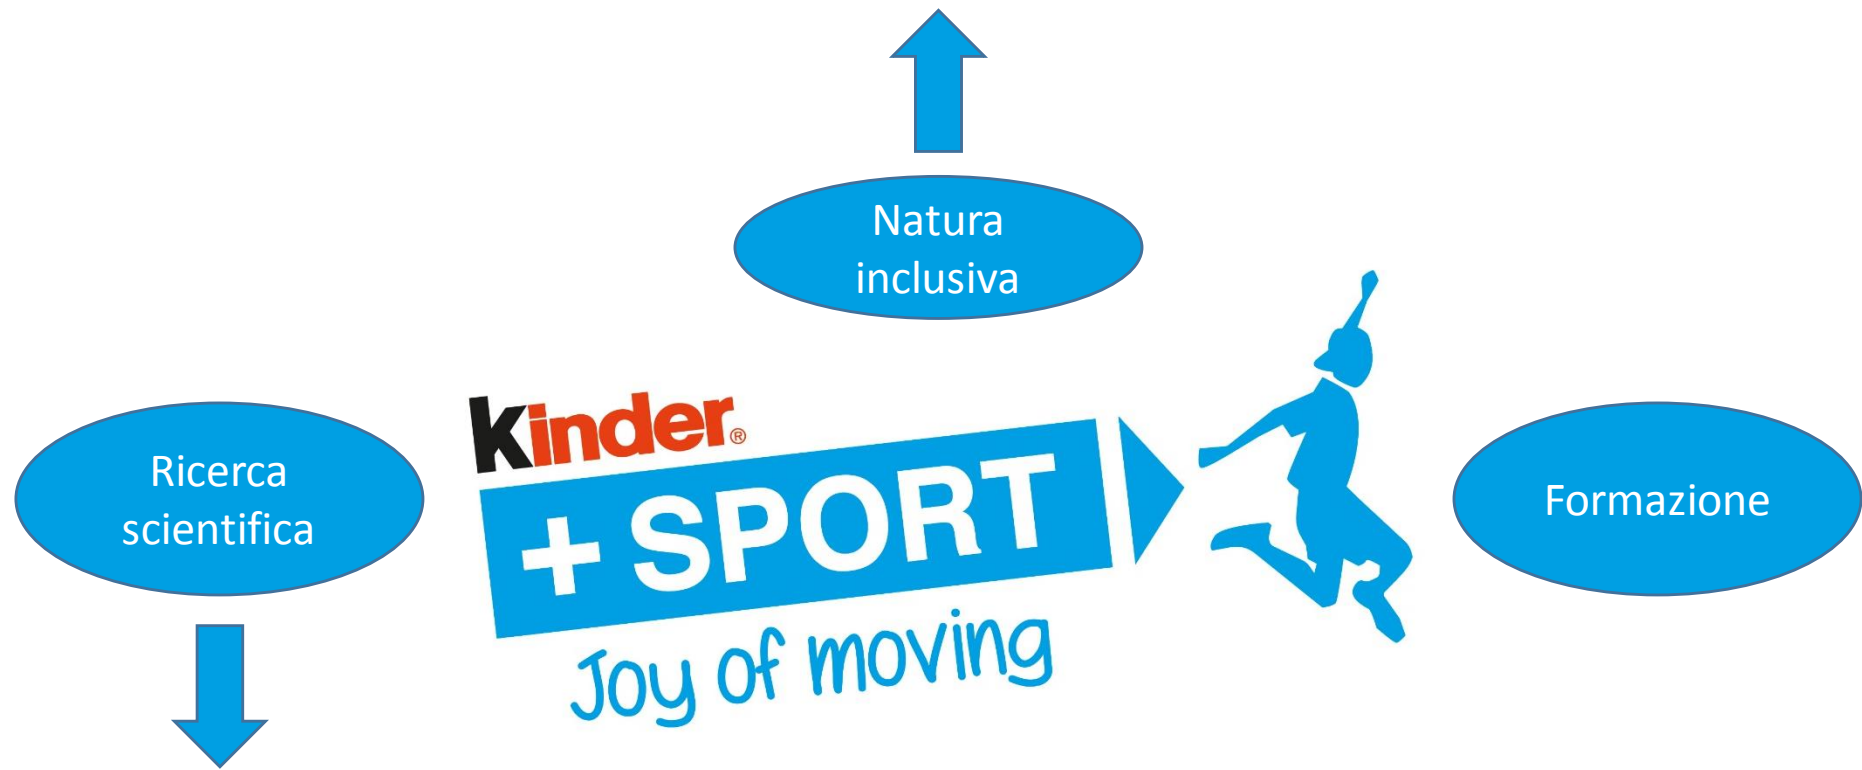 Natura
inclusiva
Ricerca
scientifica
Kinder®
+ SPORT
Joy of moving
Formazione